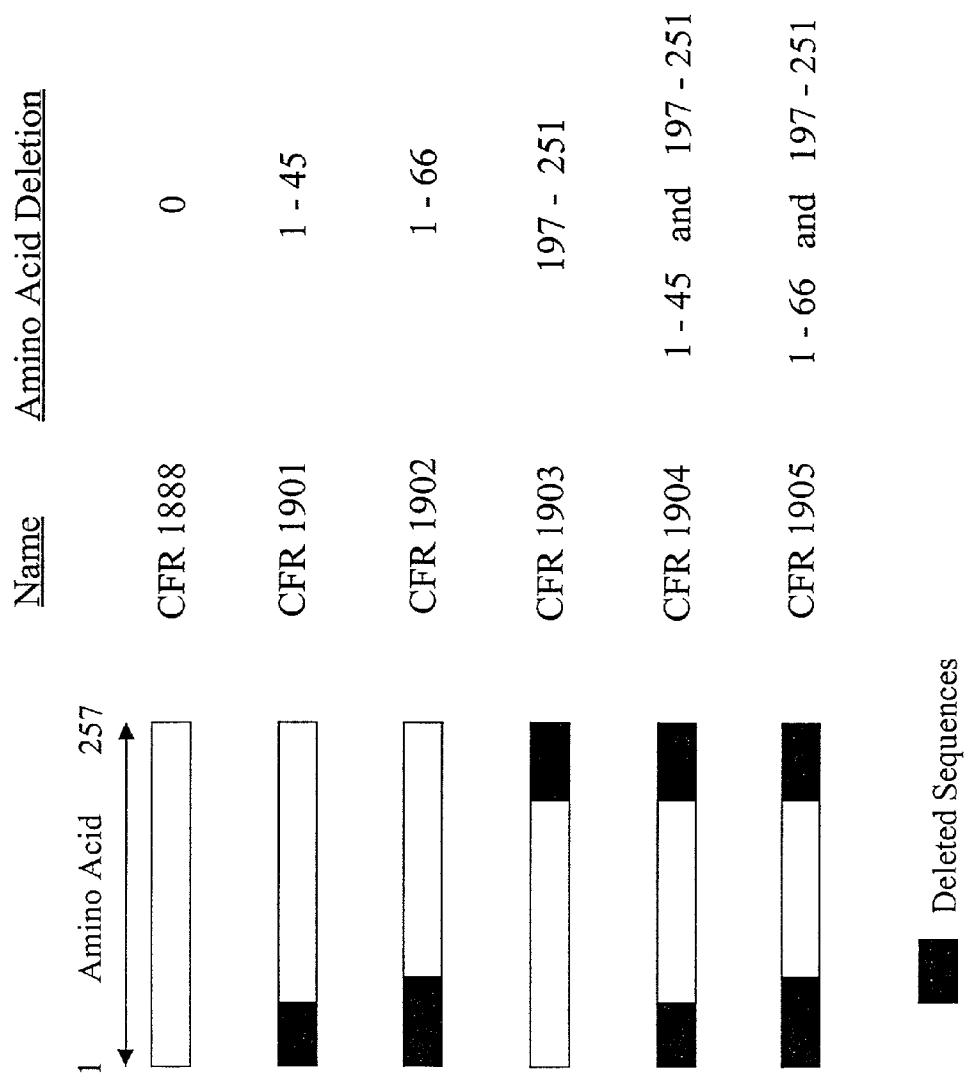 Name Amino Acid Deletion
1 Amino Acid 257
CFR 1888 0
CFR 1901 1 - 45
CFR 1902 1 - 66
CFR 1903 197 - 251
CFR 1904 1 - 45 and 197 - 251
CFR 1905 1 - 66 and 197 - 251
Deleted Sequences